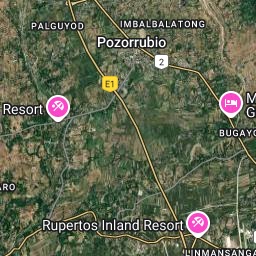 PALGUYOD
IMBALBALATONG
Pozorrubio
2
E1
Resort
M
G
BUGAYO
ARO
Rupertos Inland Resort
LINMANSANGA